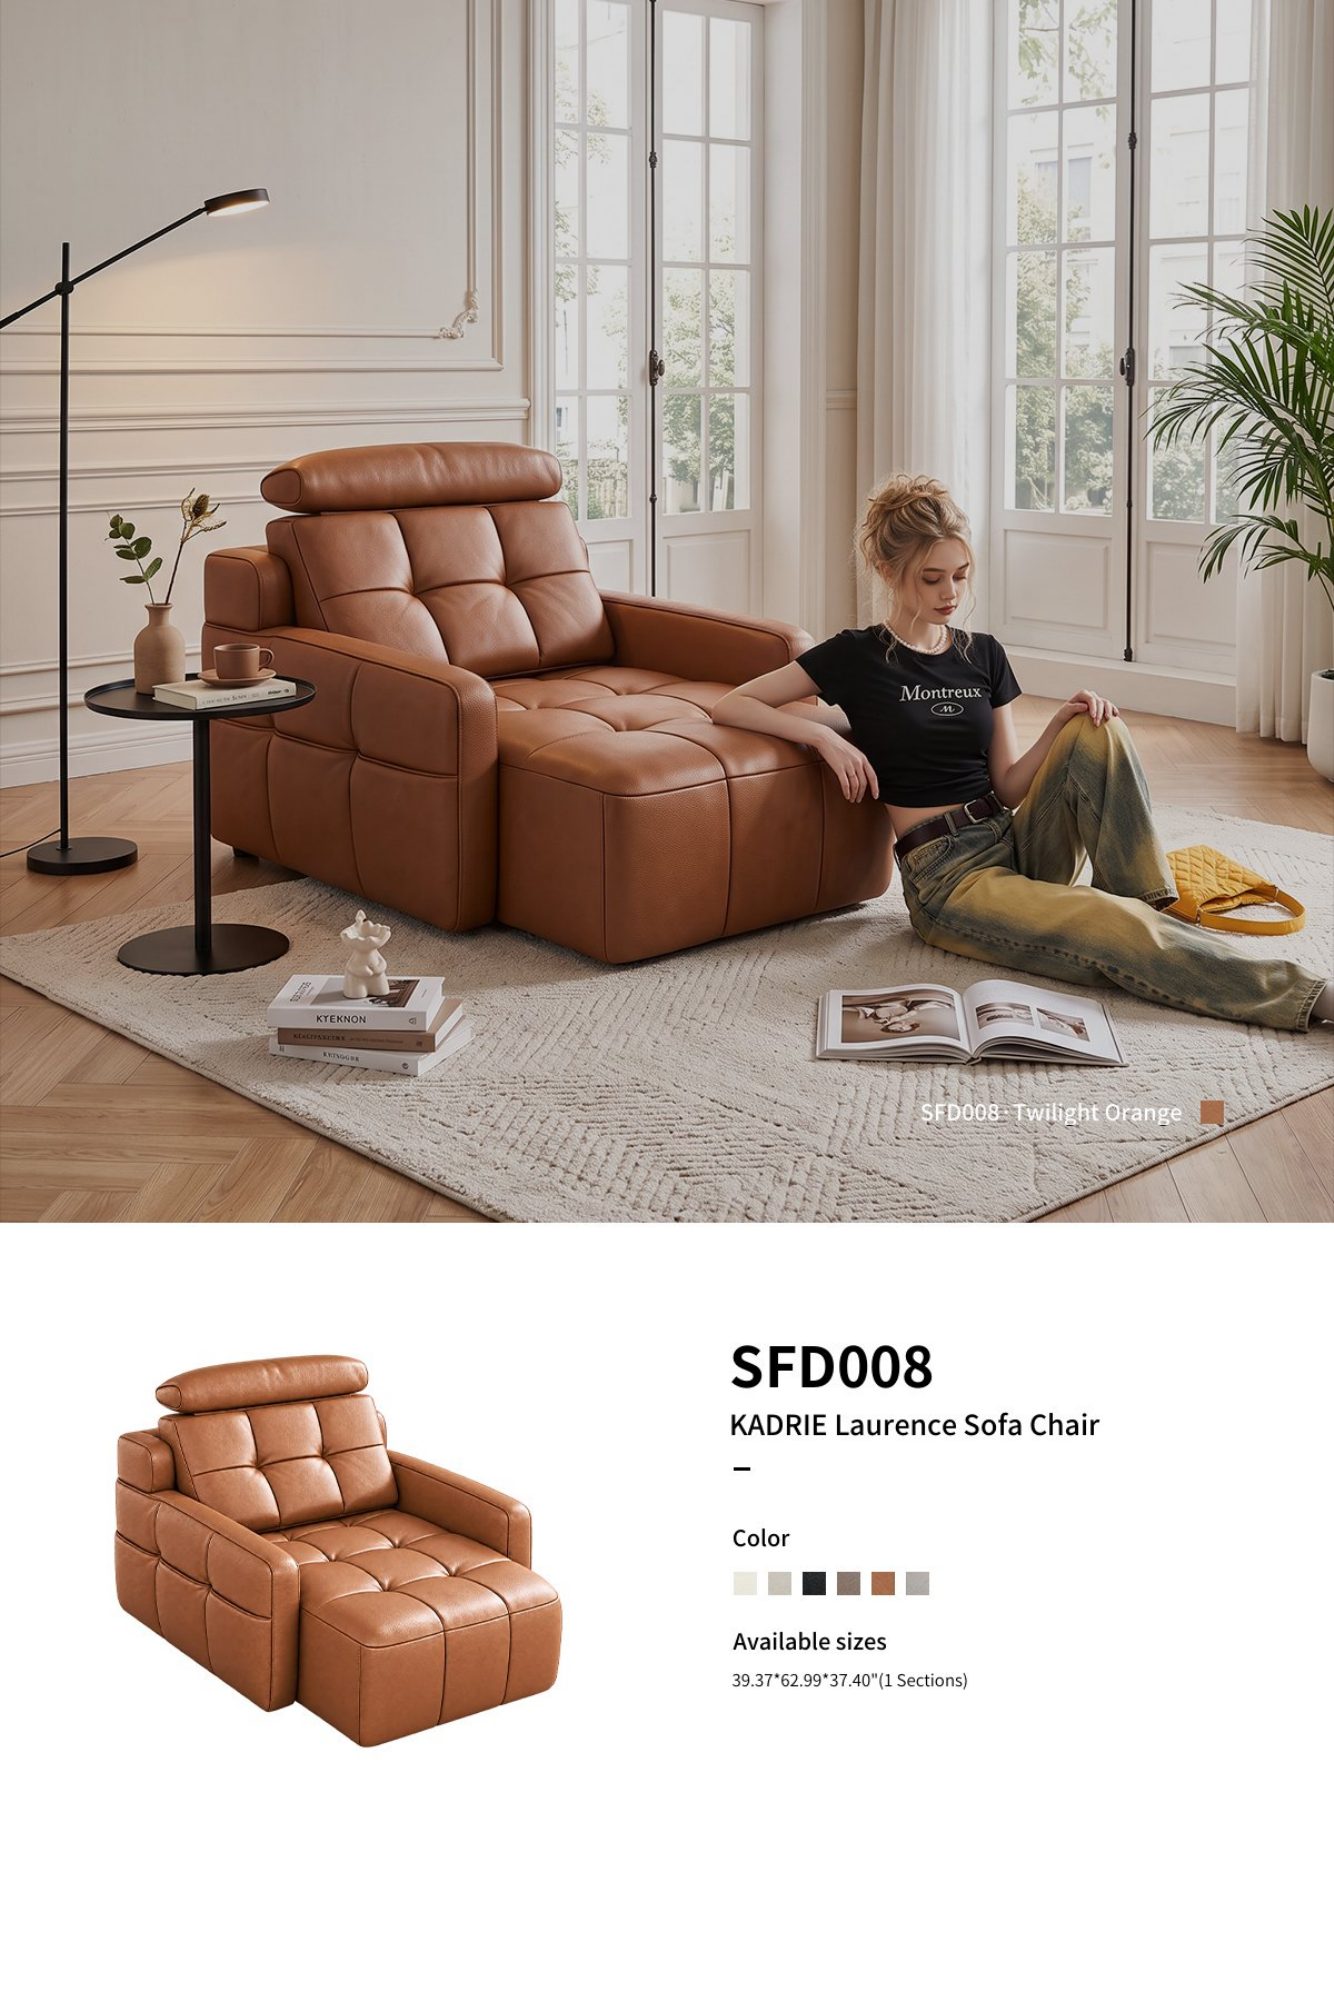 Montreux
M
KTEKNON
SFD008 · Twilight Orange
SFD008
KADRIE Laurence Sofa Chair
Color
Available sizes
39.37*62.99*37.40"(1 Sections)